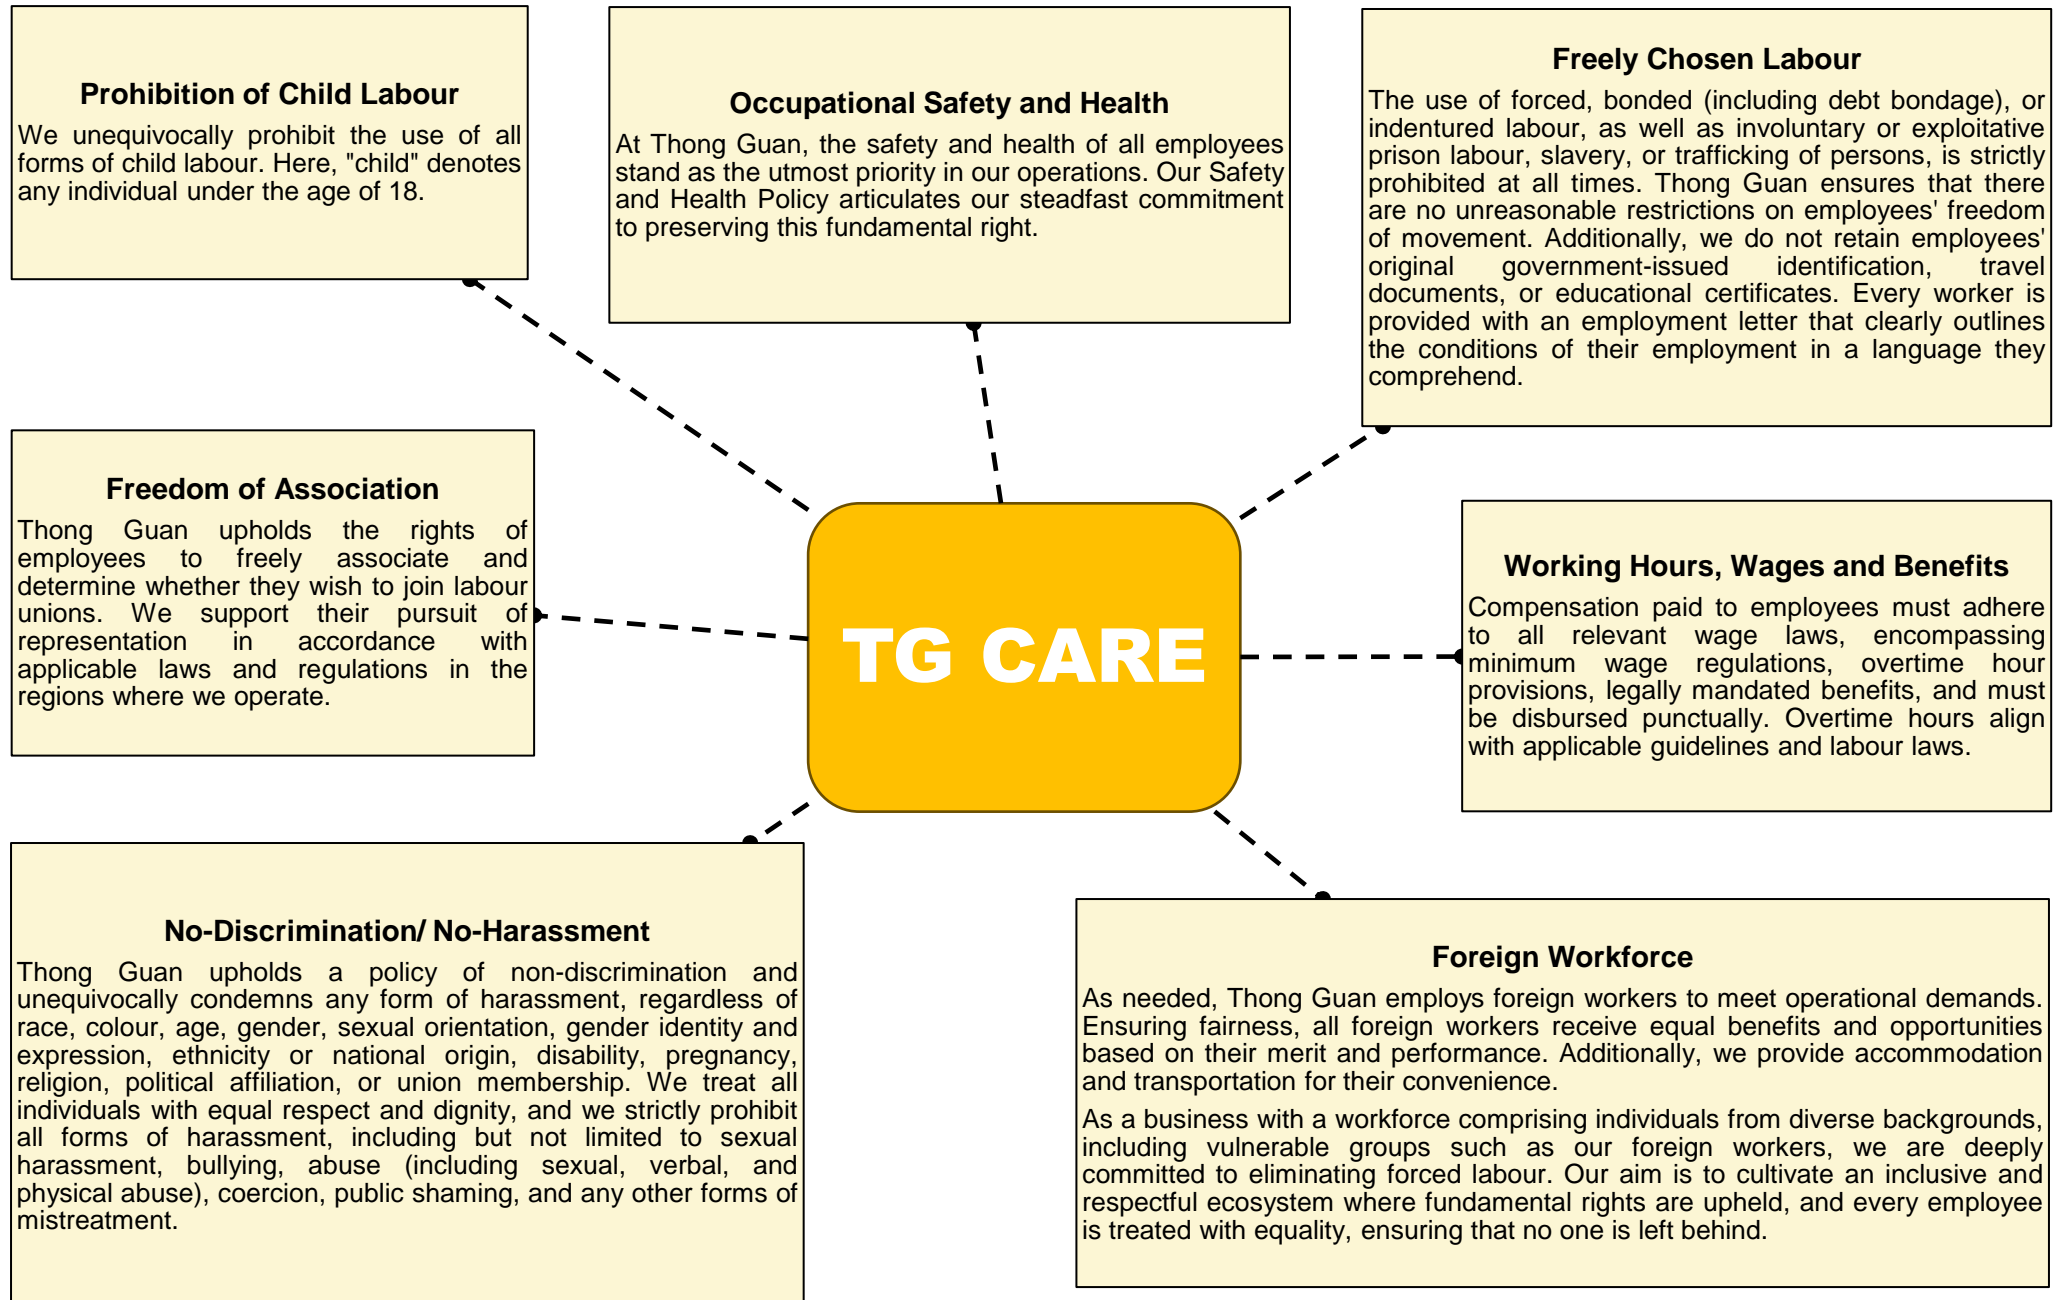 Prohibition of Child Labour
We unequivocally prohibit the use of all
forms of child labour. Here, "child" denotes
any individual under the age of 18.
Occupational Safety and Health
At Thong Guan, the safety and health of all employees
stand as the utmost priority in our operations. Our Safety
and Health Policy articulates our steadfast commitment
to preserving this fundamental right.
Freely Chosen Labour
The use of forced, bonded (including debt bondage), or
indentured labour, as well as involuntary or exploitative
prison labour, slavery, or trafficking of persons, is strictly
prohibited at all times. Thong Guan ensures that there
are no unreasonable restrictions on employees' freedom
of movement. Additionally, we do not retain employees'
original government-issued identification, travel
documents, or educational certificates. Every worker is
provided with an employment letter that clearly outlines
the conditions of their employment in a language they
comprehend.
Freedom of Association
Thong Guan upholds the rights of
employees to freely associate and
determine whether they wish to join labour
unions. We support their pursuit of
representation in accordance with
applicable laws and regulations in the
regions where we operate.
TG CARE
Working Hours, Wages and Benefits
Compensation paid to employees must adhere
to all relevant wage laws, encompassing
minimum wage regulations, overtime hour
provisions, legally mandated benefits, and must
be disbursed punctually. Overtime hours align
with applicable guidelines and labour laws.
No-Discrimination/ No-Harassment
Thong Guan upholds a policy of non-discrimination and
unequivocally condemns any form of harassment, regardless of
race, colour, age, gender, sexual orientation, gender identity and
expression, ethnicity or national origin, disability, pregnancy,
religion, political affiliation, or union membership. We treat all
individuals with equal respect and dignity, and we strictly prohibit
all forms of harassment, including but not limited to sexual
harassment, bullying, abuse (including sexual, verbal, and
physical abuse), coercion, public shaming, and any other forms of
mistreatment.
Foreign Workforce
As needed, Thong Guan employs foreign workers to meet operational demands.
Ensuring fairness, all foreign workers receive equal benefits and opportunities
based on their merit and performance. Additionally, we provide accommodation
and transportation for their convenience.
As a business with a workforce comprising individuals from diverse backgrounds,
including vulnerable groups such as our foreign workers, we are deeply
committed to eliminating forced labour. Our aim is to cultivate an inclusive and
respectful ecosystem where fundamental rights are upheld, and every employee
is treated with equality, ensuring that no one is left behind.